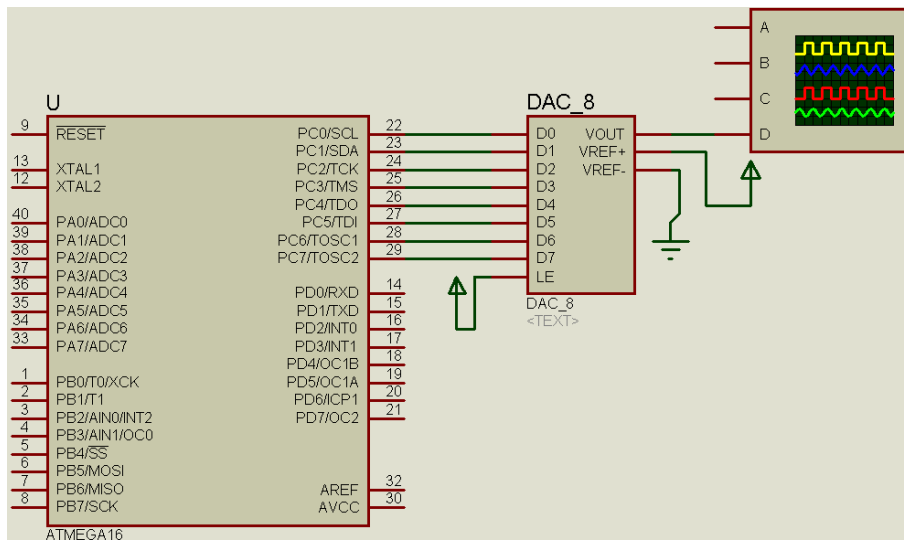 U
9 RESET
13 XTAL1
12 XTAL2
40 PA0/ADC0
39 PA1/ADC1
38 PA2/ADC2
37 PA3/ADC3
36 PA4/ADC4
35 PA5/ADC5
34 PA6/ADC6
33 PA7/ADC7
1 PB0/T0/XCK
2 PB1/T1
3 PB2/AIN0/INT2
4 PB3/AIN1/OC0
5 PB4/SS
6 PB5/MOSI
7 PB6/MISO
8 PB7/SCK
PC0/SCL 22
PC1/SDA 23
PC2/TCK 24
PC3/TMS 25
PC4/TDO 26
PC5/TDI 27
PC6/TOSC1 28
PC7/TOSC2 29
PD0/RXD 14
PD1/TXD 15
PD2/INT0 16
PD3/INT1 17
PD4/OC1B 18
PD5/OC1A 19
PD6/ICP1 20
PD7/OC2 21
AREF 32
AVCC 30
ATMEGA16
DAC_8
D0 VOUT
D1 VREF+
D2 VREF-
D3
D4
D5
D6
D7
LE
DAC_8
<TEXT>
A
B
C
D